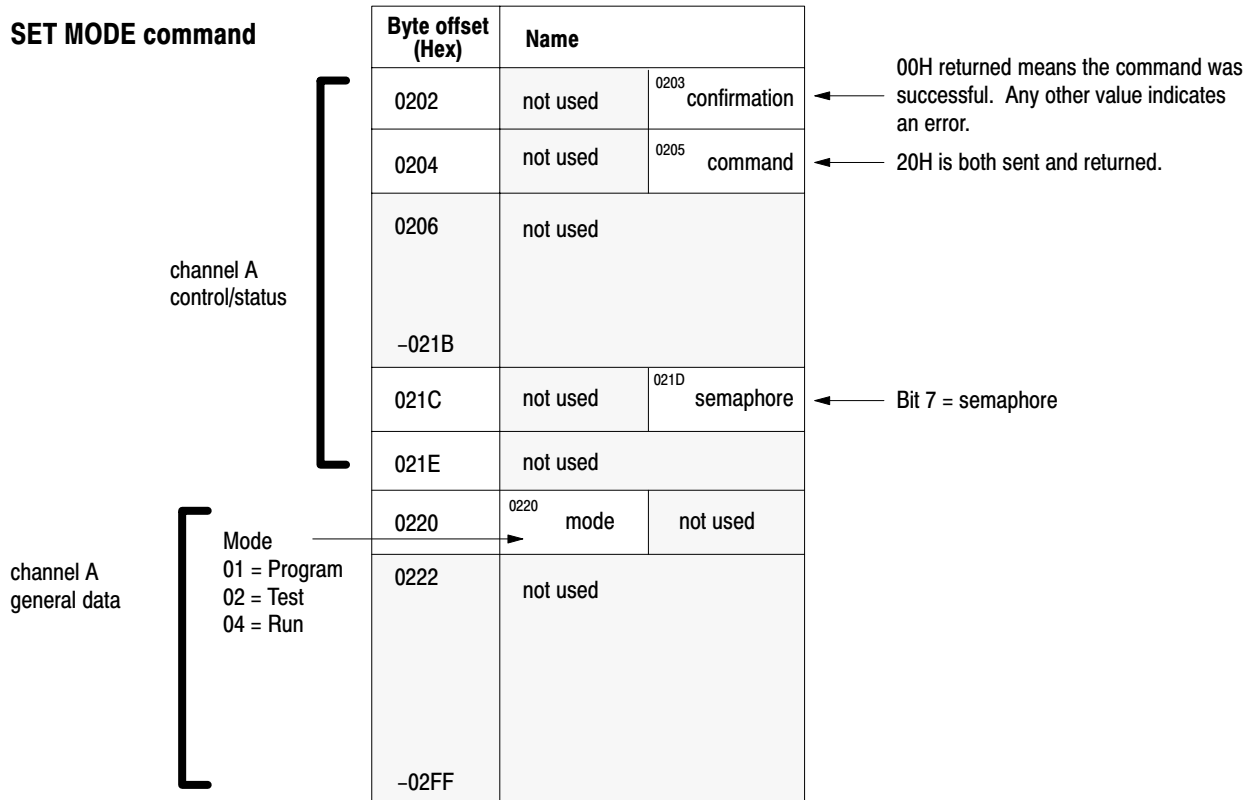 SET MODE command
Byte offset
(Hex)
Name
0202
not used
0203
confirmation
00H returned means the command was
successful. Any other value indicates
an error.
0204
not used
0205
command
20H is both sent and returned.
0206
not used
–021B
channel A
control/status
021C
not used
021D
semaphore
Bit 7 = semaphore
021E
not used
0220
0220
mode
not used
Mode
01 = Program
02 = Test
04 = Run
channel A
general data
0222
not used
–02FF